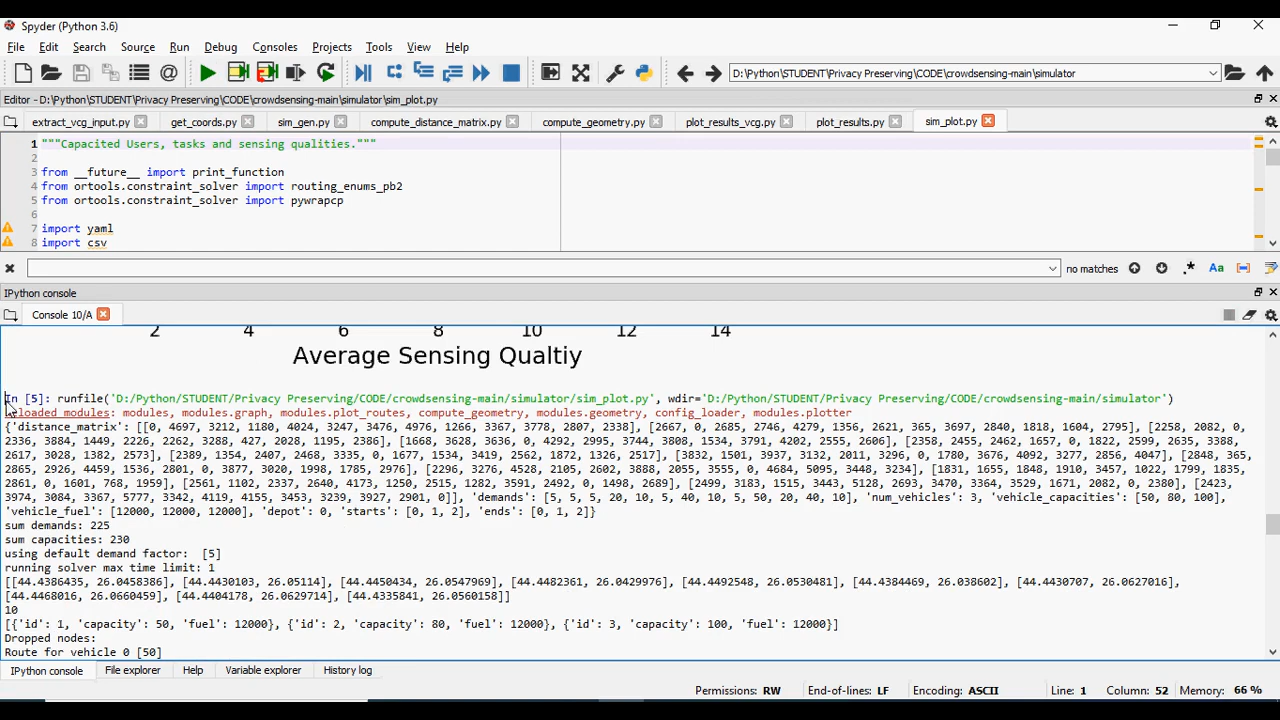 Spyder (Python 3.6)
File Edit Search Source Run Debug Consoles Projects Tools View Help
D:\Python\STUDENT\Privacy Preserving\CODE\crowdsensing-main\simulator
Editor - D:\Python\STUDENT\Privacy Preserving\CODE\crowdsensing-main\simulator\sim_plot.py
extract_vcg_input.py get_coords.py sim_gen.py compute_distance_matrix.py compute_geometry.py plot_results_vcg.py plot_results.py sim_plot.py
1 """Capacited Users, tasks and sensing qualities."""
2
3 from __future__ import print_function
4 from ortools.constraint_solver import routing_enums_pb2
5 from ortools.constraint_solver import pywrapcp
6
7 import yaml
8 import csv
no matches .* Aa
IPython console
Console 10/A
2 4 6 8 10 12 14
Average Sensing Qualtiy
In [5]: runfile('D:/Python/STUDENT/Privacy Preserving/CODE/crowdsensing-main/simulator/sim_plot.py', wdir='D:/Python/STUDENT/Privacy Preserving/CODE/crowdsensing-main/simulator')
Reloaded modules: modules, modules.graph, modules.plot_routes, compute_geometry, modules.geometry, config_loader, modules.plotter
{'distance_matrix': [[0, 4697, 3212, 1180, 4024, 3247, 3476, 4976, 1266, 3367, 3778, 2807, 2338], [2667, 0, 2685, 2746, 4279, 1356, 2621, 365, 3697, 2840, 1818, 1604, 2795], [2258, 2082, 0,
2336, 3884, 1449, 2226, 2262, 3288, 427, 2028, 1195, 2386], [1668, 3628, 3636, 0, 4292, 2995, 3744, 3808, 1534, 3791, 4202, 2555, 2606], [2358, 2455, 2462, 1657, 0, 1822, 2599, 2635, 3388,
2617, 3028, 1382, 2573], [2389, 1354, 2407, 2468, 3335, 0, 1677, 1534, 3419, 2562, 1872, 1326, 2517], [3832, 1501, 3937, 3132, 2011, 3296, 0, 1780, 3676, 4092, 3277, 2856, 4047], [2848, 365,
2865, 2926, 4459, 1536, 2801, 0, 3877, 3020, 1998, 1785, 2976], [2296, 3276, 4528, 2105, 2602, 3888, 2055, 3555, 0, 4684, 5095, 3448, 3234], [1831, 1655, 1848, 1910, 3457, 1022, 1799, 1835,
2861, 0, 1601, 768, 1959], [2561, 1102, 2337, 2640, 4173, 1250, 2515, 1282, 3591, 2492, 0, 1498, 2689], [2499, 3183, 1515, 3443, 5128, 2693, 3470, 3364, 3529, 1671, 2082, 0, 2380], [2423,
3974, 3084, 3367, 5777, 3342, 4119, 4155, 3453, 3239, 3927, 2901, 0]], 'demands': [5, 5, 5, 20, 10, 5, 40, 10, 5, 50, 20, 40, 10], 'num_vehicles': 3, 'vehicle_capacities': [50, 80, 100],
'vehicle_fuel': [12000, 12000, 12000], 'depot': 0, 'starts': [0, 1, 2], 'ends': [0, 1, 2]}
sum demands: 225
sum capacities: 230
using default demand factor: [5]
running solver max time limit: 1
[[44.4386435, 26.0458386], [44.4430103, 26.05114], [44.4450434, 26.0547969], [44.4482361, 26.0429976], [44.4492548, 26.0530481], [44.4384469, 26.038602], [44.4430707, 26.0627016],
[44.4468016, 26.0660459], [44.4404178, 26.0629714], [44.4335841, 26.0560158]]
10
[{'id': 1, 'capacity': 50, 'fuel': 12000}, {'id': 2, 'capacity': 80, 'fuel': 12000}, {'id': 3, 'capacity': 100, 'fuel': 12000}]
Dropped nodes:
Route for vehicle 0 [50]
IPython console File explorer Help Variable explorer History log
Permissions: RW End-of-lines: LF Encoding: ASCII Line: 1 Column: 52 Memory: 66 %